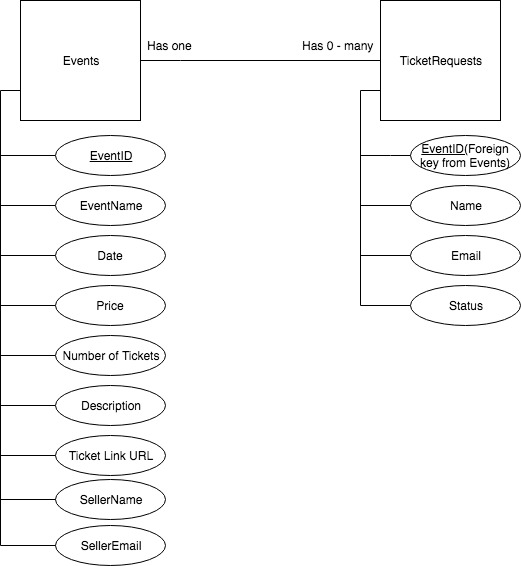 Events
Has one
Has 0 - many
TicketRequests
EventID
EventName
Date
Price
Number of Tickets
Description
Ticket Link URL
SellerName
SellerEmail
EventID(Foreign
key from Events)
Name
Email
Status